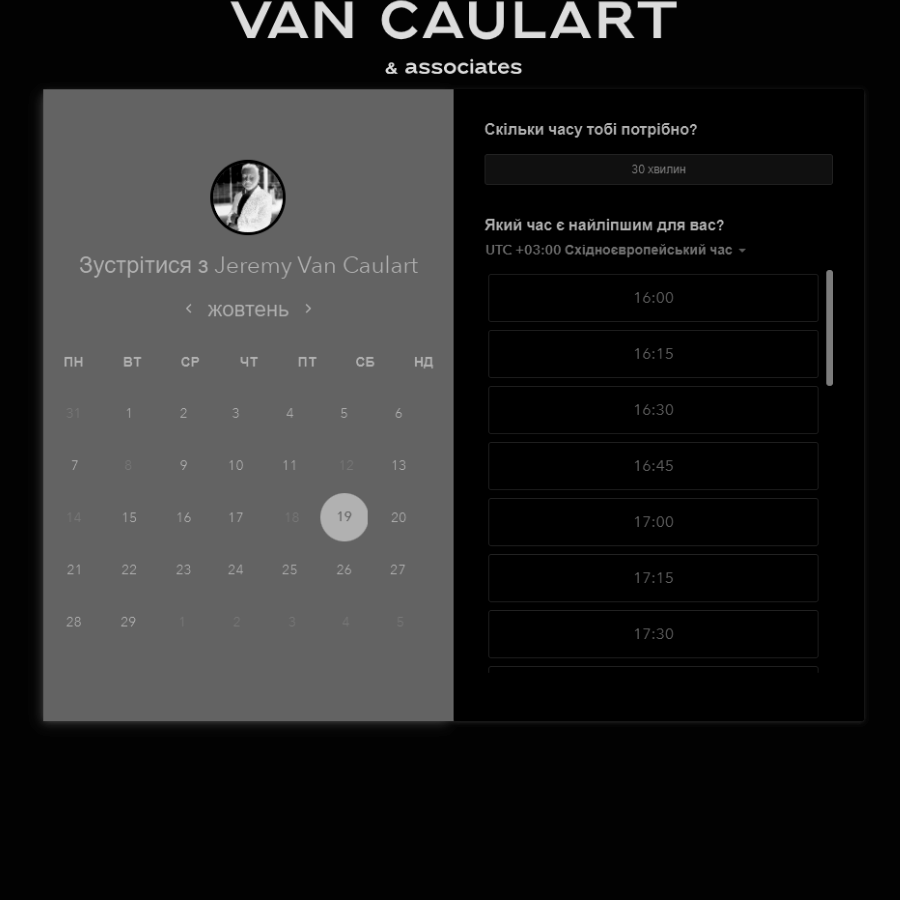 VAN CAULART
& associates
Зустрітися з Jeremy Van Caulart
жовтень
ПН ВТ СР ЧТ ПТ СБ НД
31 1 2 3 4 5 6
7 8 9 10 11 12 13
14 15 16 17 18 19 20
21 22 23 24 25 26 27
28 29 1 2 3 4 5
Скільки часу тобі потрібно?
30 хвилин
Який час є найліпшим для вас?
UTC +03:00 Східноєвропейський час
16:00
16:15
16:30
16:45
17:00
17:15
17:30